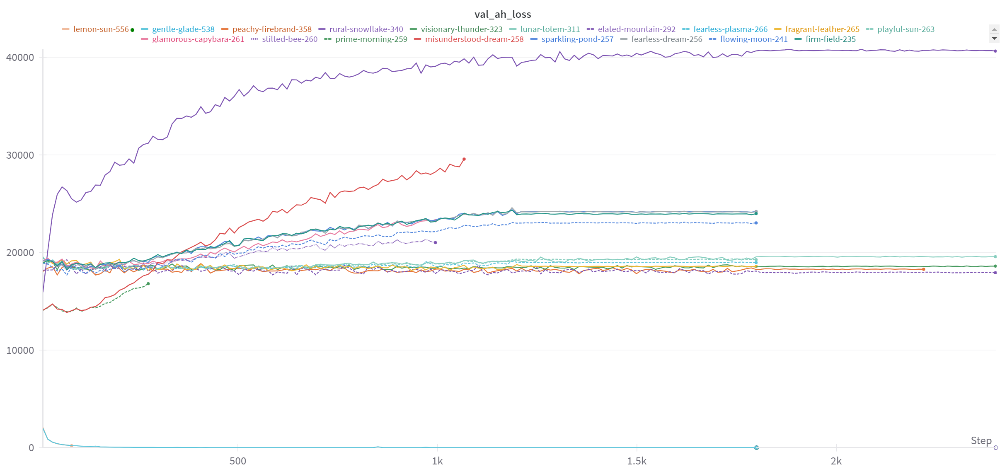 val_ah_loss
lemon-sun-556 gentle-glade-538 peachy-firebrand-358 rural-snowflake-340 visionary-thunder-323 lunar-totem-311 elated-mountain-292 fearless-plasma-266 fragrant-feather-265 playful-sun-263
glamorous-capybara-261 stilted-bee-260 prime-morning-259 misunderstood-dream-258 sparkling-pond-257 fearless-dream-256 flowing-moon-241 firm-field-235
40000
30000
20000
10000
0
Step
500 1k 1.5k 2k